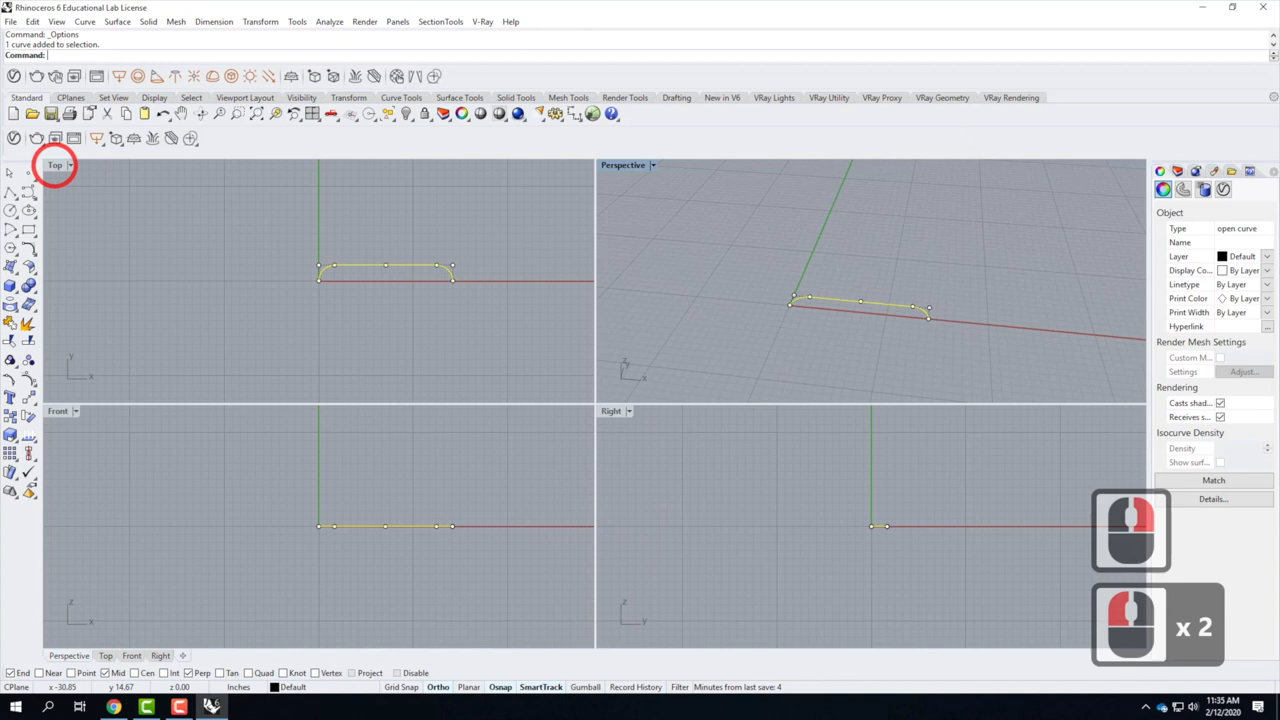 Rhinoceros 6 Educational Lab License
File Edit View Curve Surface Solid Mesh Dimension Transform Tools Analyze Render Panels SectionTools V-Ray Help
Command: _Options
1 curve added to selection.
Command:
Standard CPlanes Set View Display Select Viewport Layout Visibility Transform Curve Tools Surface Tools Solid Tools Mesh Tools Render Tools Drafting New in V6 VRay Lights VRay Utility VRay Proxy VRay Geometry VRay Rendering
Top
Perspective
y
x
z
y
x
Object
Type open curve
Name
Layer Default
Display Co... By Layer
Linetype By Layer
Print Color By Layer
Print Width By Layer
Hyperlink ...
Render Mesh Settings
Custom M...
Settings Adjust...
Rendering
Casts shad...
Receives s...
Isocurve Density
Density
Show surf...
Match
Details...
Front
Right
z
x
z
y
x 2
Perspective Top Front Right
End Near Point Mid Cen Int Perp Tan Quad Knot Vertex Project Disable
CPlane x -30.85 y 14.67 z 0.00 Inches Default Grid Snap Ortho Planar Osnap SmartTrack Gumball Record History Filter Minutes from last save: 4
11:35 AM
2/12/2020